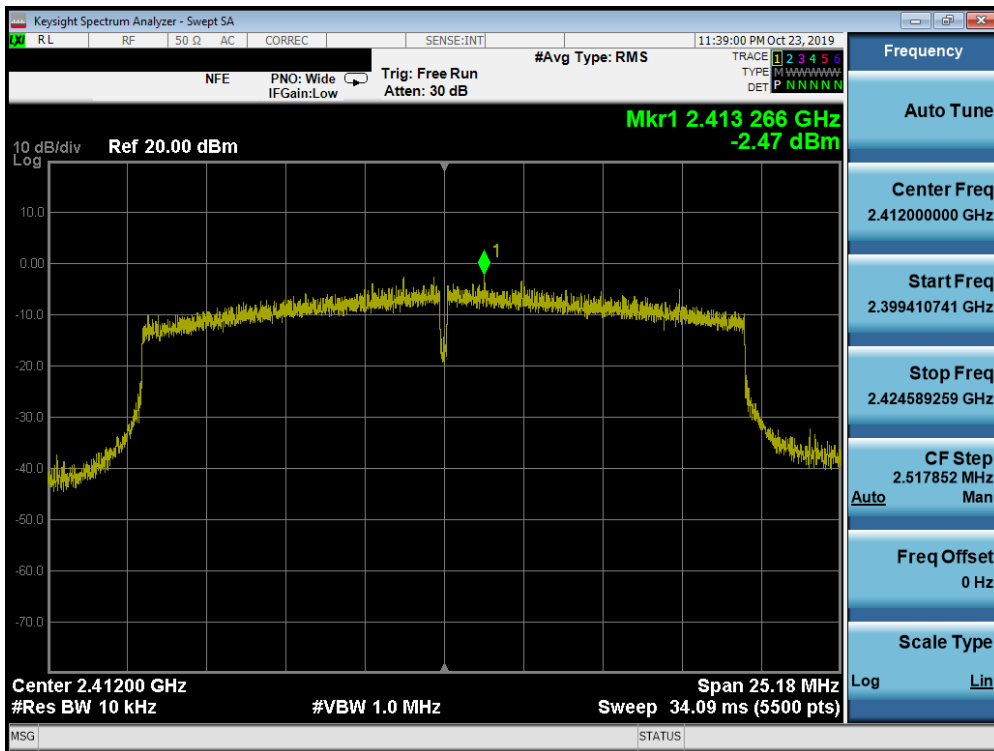 Keysight Spectrum Analyzer - Swept SA
LXI RL RF 50 Ω AC CORREC SENSE:INT 11:39:00 PM Oct 23, 2019
Frequency
NFE PNO: Wide IFGain:Low
Trig: Free Run
Atten: 30 dB
#Avg Type: RMS
TRACE 1 2 3 4 5 6
TYPE M WWWWW
DET P N N N N N
Mkr1 2.413 266 GHz
-2.47 dBm
10 dB/div Ref 20.00 dBm
Log
1
10.0
0.00
-10.0
-20.0
-30.0
-40.0
-50.0
-60.0
-70.0
Center 2.41200 GHz Span 25.18 MHz
#Res BW 10 kHz #VBW 1.0 MHz Sweep 34.09 ms (5500 pts)
MSG STATUS
Auto Tune
Center Freq
2.412000000 GHz
Start Freq
2.399410741 GHz
Stop Freq
2.424589259 GHz
CF Step
2.517852 MHz
Auto Man
Freq Offset
0 Hz
Scale Type
Log Lin